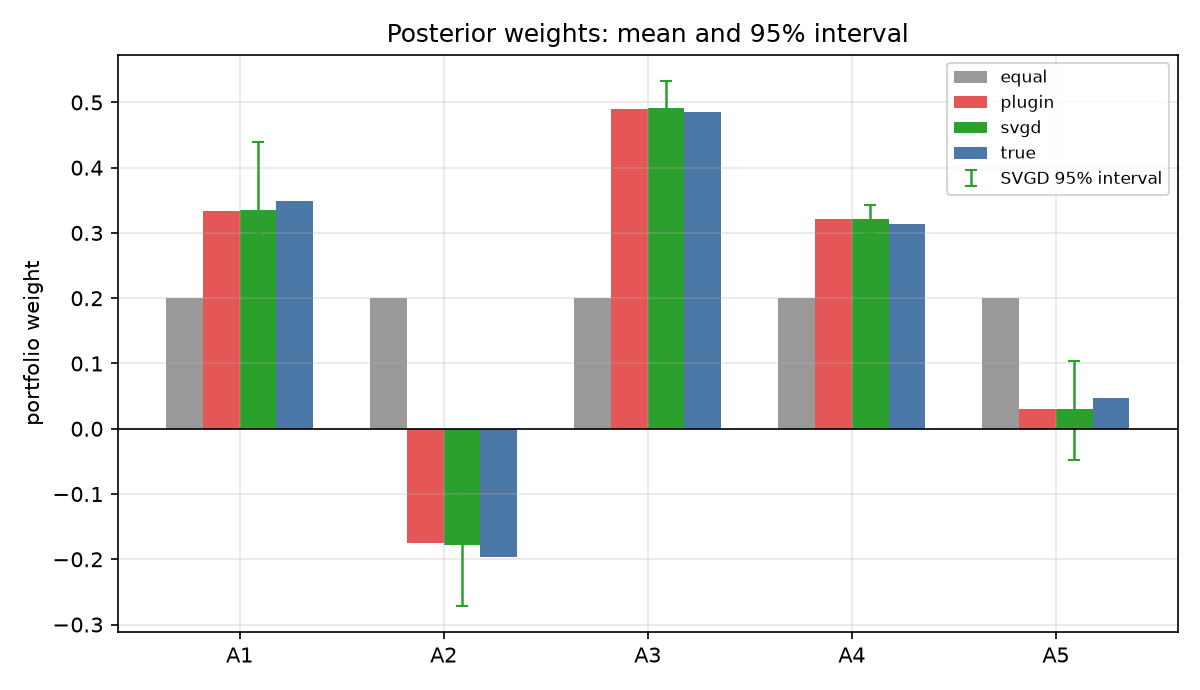 Posterior weights: mean and 95% interval
equal
plugin
svgd
true
SVGD 95% interval
portfolio weight
0.5
0.4
0.3
0.2
0.1
0.0
−0.1
−0.2
−0.3
A1 A2 A3 A4 A5